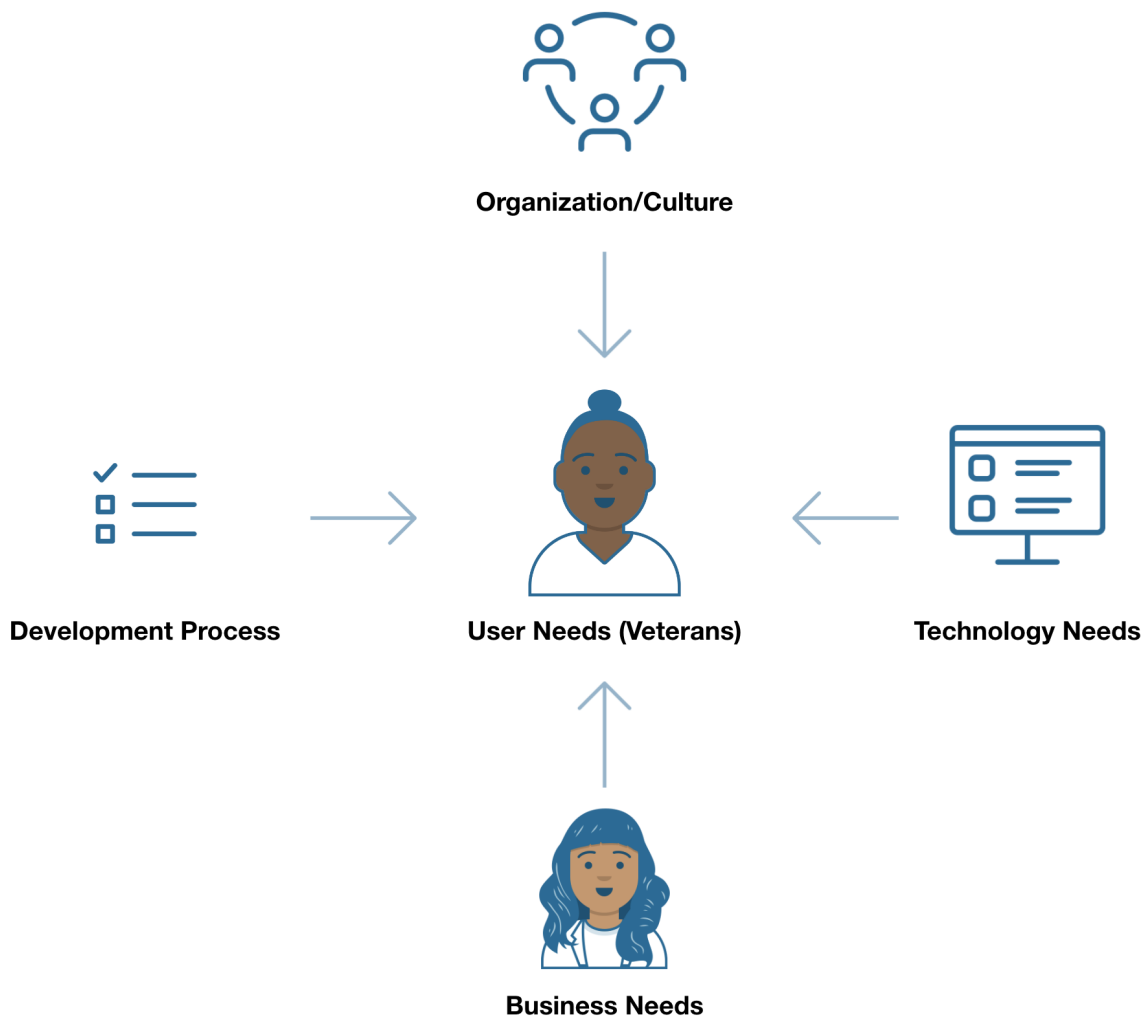 Organization/Culture
Development Process
User Needs (Veterans)
Technology Needs
Business Needs